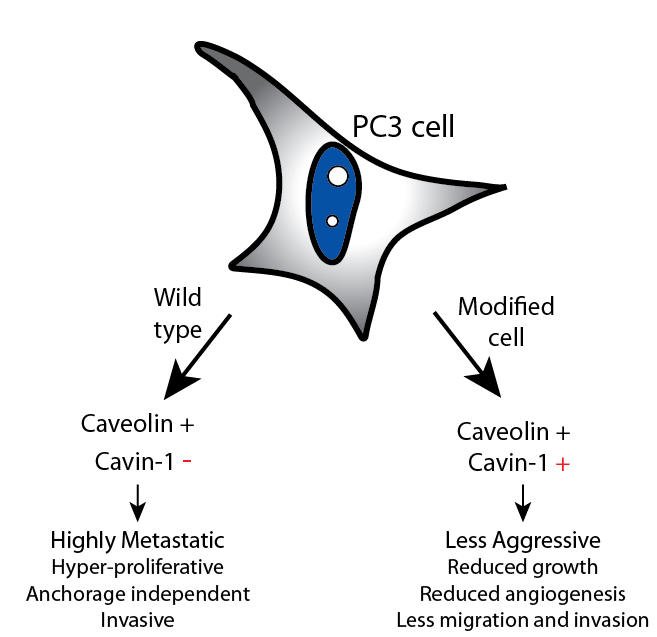 PC3 cell
Wild
type
Caveolin +
Cavin-1 -
Highly Metastatic
Hyper-proliferative
Anchorage independent
Invasive
Modified
cell
Caveolin +
Cavin-1 +
Less Aggressive
Reduced growth
Reduced angiogenesis
Less migration and invasion